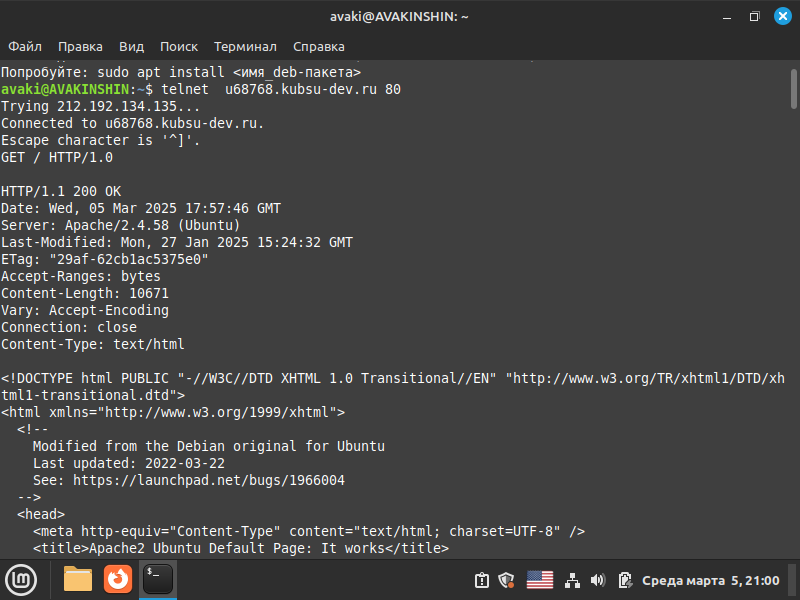 avaki@AVAKINSHIN: ~
Файл Правка Вид Поиск Терминал Справка
Попробуйте: sudo apt install <имя_deb-пакета>
avaki@AVAKINSHIN:~$ telnet  u68768.kubsu-dev.ru 80
Trying 212.192.134.135...
Connected to u68768.kubsu-dev.ru.
Escape character is '^]'.
GET / HTTP/1.0

HTTP/1.1 200 OK
Date: Wed, 05 Mar 2025 17:57:46 GMT
Server: Apache/2.4.58 (Ubuntu)
Last-Modified: Mon, 27 Jan 2025 15:24:32 GMT
ETag: "29af-62cb1ac5375e0"
Accept-Ranges: bytes
Content-Length: 10671
Vary: Accept-Encoding
Connection: close
Content-Type: text/html

<!DOCTYPE html PUBLIC "-//W3C//DTD XHTML 1.0 Transitional//EN" "http://www.w3.org/TR/xhtml1/DTD/xh
tml1-transitional.dtd">
<html xmlns="http://www.w3.org/1999/xhtml">
  <!--
    Modified from the Debian original for Ubuntu
    Last updated: 2022-03-22
    See: https://launchpad.net/bugs/1966004
  -->
  <head>
    <meta http-equiv="Content-Type" content="text/html; charset=UTF-8" />
    <title>Apache2 Ubuntu Default Page: It works</title>
$_
Среда марта  5, 21:00